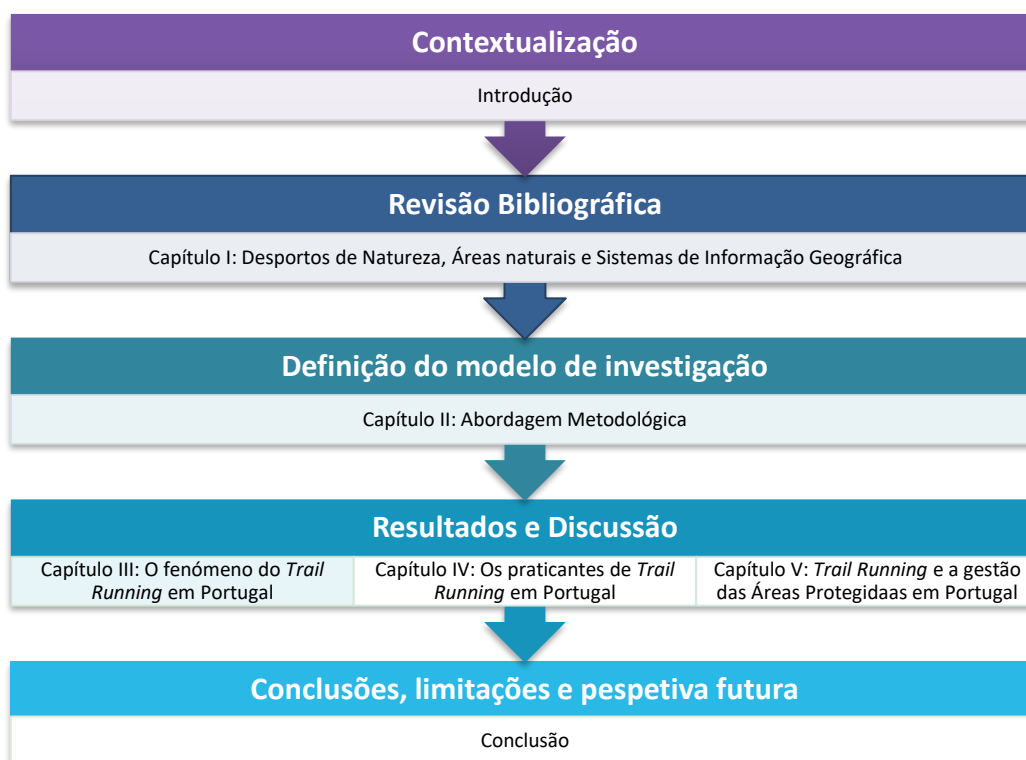 Contextualização
Introdução
Revisão Bibliográfica
Capítulo I: Desportos de Natureza, Áreas naturais e Sistemas de Informação Geográfica
Definição do modelo de investigação
Capítulo II: Abordagem Metodológica
Resultados e Discussão
Capítulo III: O fenómeno do Trail
Running em Portugal
Capítulo IV: Os praticantes de Trail
Running em Portugal
Capítulo V: Trail Running e a gestão
das Áreas Protegidaas em Portugal
Conclusões, limitações e pespetiva futura
Conclusão